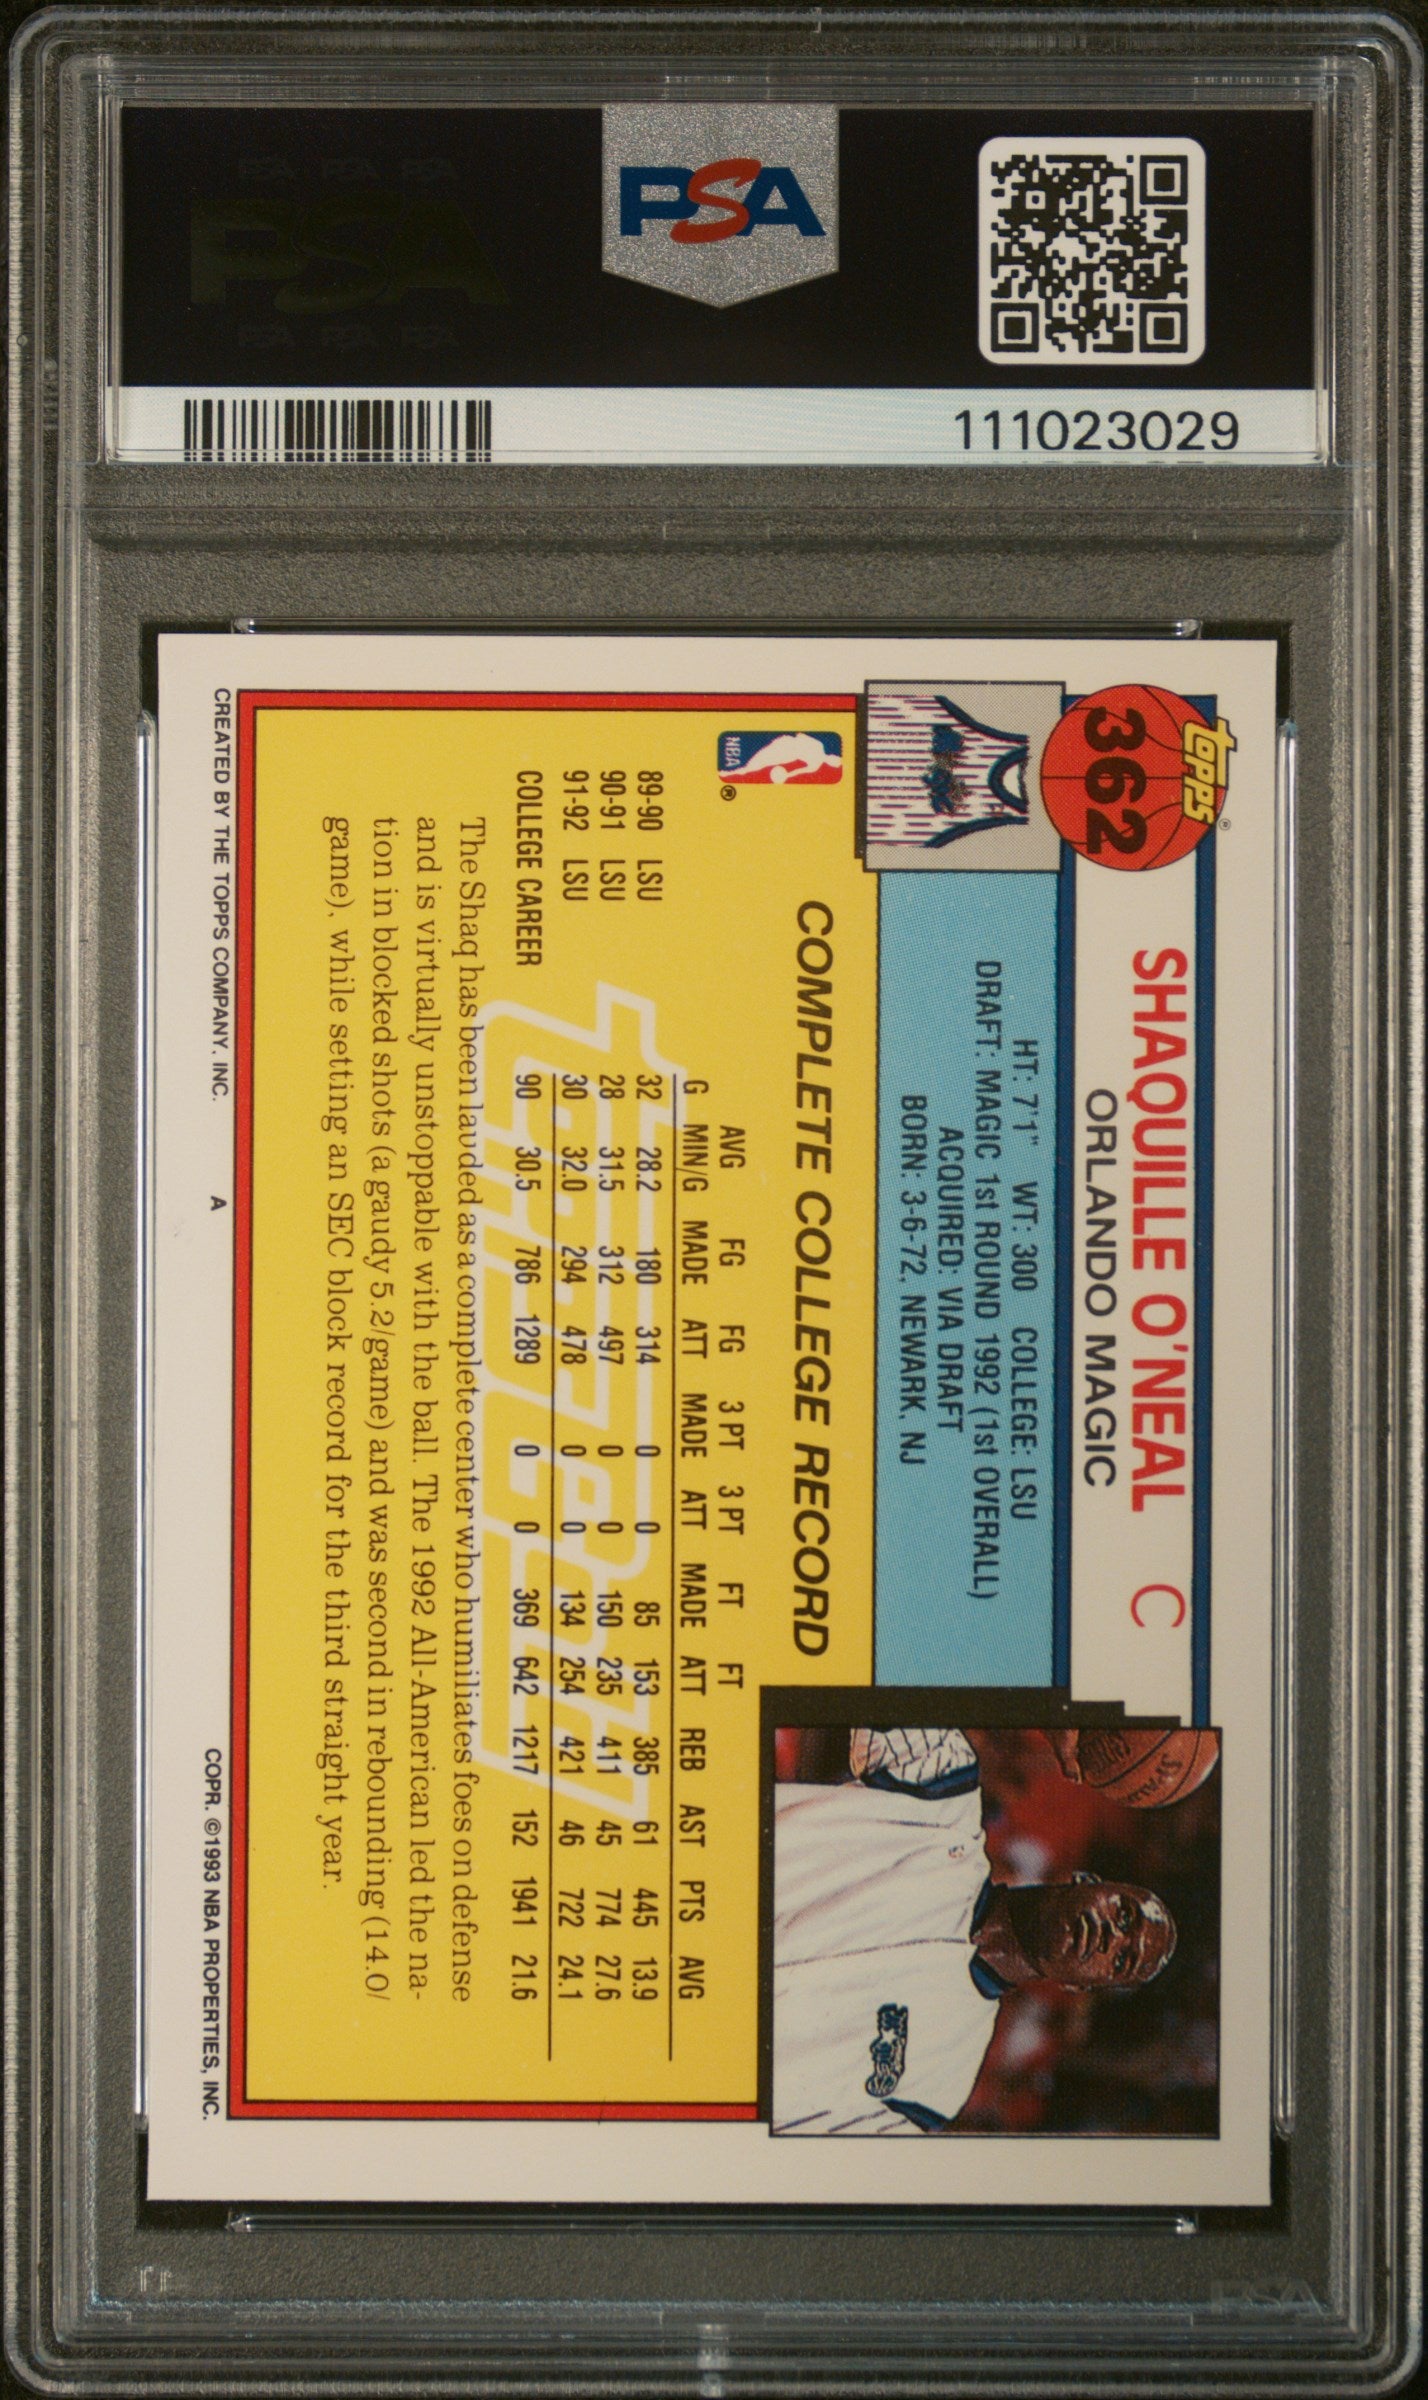 PSA PSA PSA
PSA
PSA PSA PSA
PSA
111023029
topps®
362
SHAQUILLE O'NEAL C
ORLANDO MAGIC
HT: 7'1" WT: 300 COLLEGE: LSU
DRAFT: MAGIC 1st ROUND 1992 (1st OVERALL)
ACQUIRED: VIA DRAFT
BORN: 3-6-72, NEWARK, NJ
COMPLETE COLLEGE RECORD
NBA ®
AVG FG FG 3 PT 3 PT FT FT
G MIN/G MADE ATT MADE ATT MADE ATT REB AST PTS AVG
89-90 LSU 32 28.2 180 314 0 0 85 153 385 61 445 13.9
90-91 LSU 28 31.5 312 497 0 0 150 235 411 45 774 27.6
91-92 LSU 30 32.0 294 478 0 0 134 254 421 46 722 24.1
COLLEGE CAREER 90 30.5 786 1289 0 0 369 642 1217 152 1941 21.6
The Shaq has been lauded as a complete center who humiliates foes on defense
and is virtually unstoppable with the ball. The 1992 All-American led the na-
tion in blocked shots (a gaudy 5.2/game) and was second in rebounding (14.0/
game), while setting an SEC block record for the third straight year.
CREATED BY THE TOPPS COMPANY, INC. A COPR. ©1993 NBA PROPERTIES, INC.
PSA